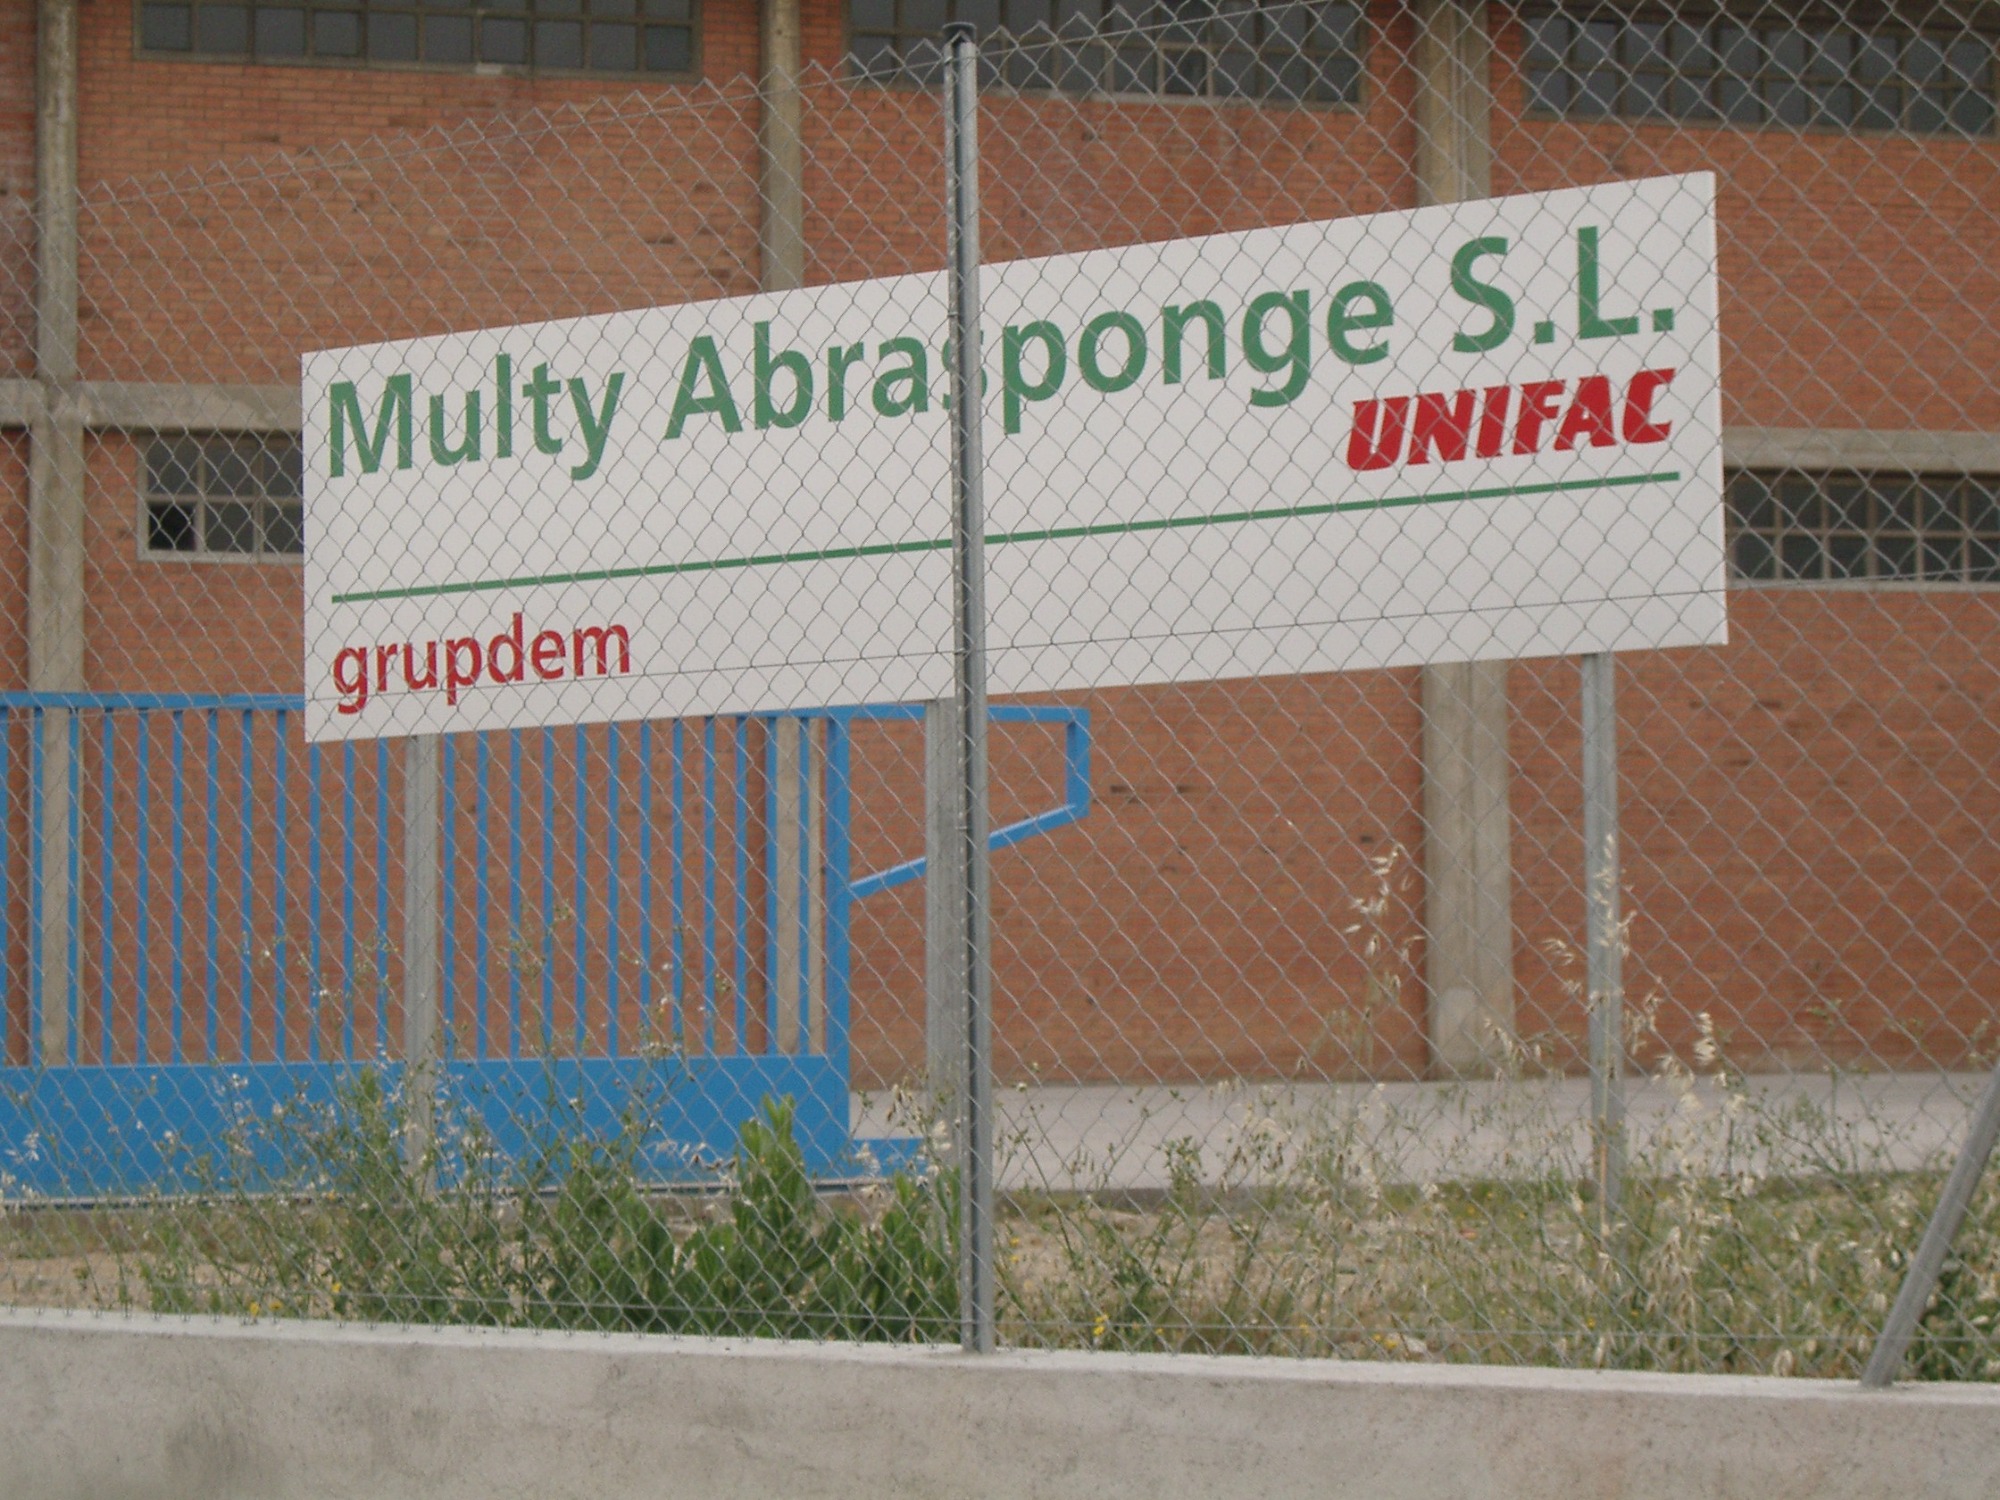 Multy Abrasponge S.L.
UNIFAC
grupdem